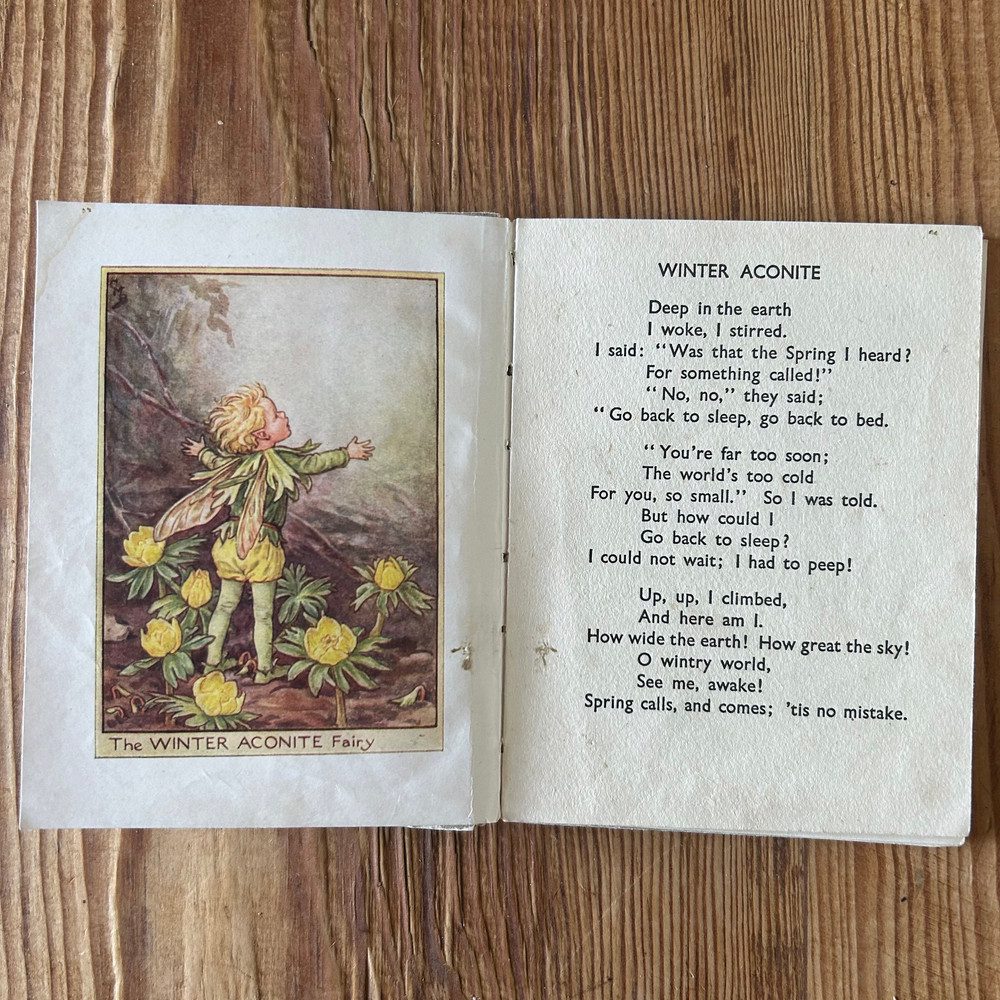 The WINTER ACONITE Fairy
WINTER ACONITE
Deep in the earth
I woke, I stirred.
I said: “Was that the Spring I heard?
For something called!”
“No, no,” they said;
“Go back to sleep, go back to bed.
“You're far too soon;
The world's too cold
For you, so small.” So I was told.
But how could I
Go back to sleep?
I could not wait; I had to peep!
Up, up, I climbed,
And here am I.
How wide the earth! How great the sky!
O wintry world,
See me, awake!
Spring calls, and comes; 'tis no mistake.